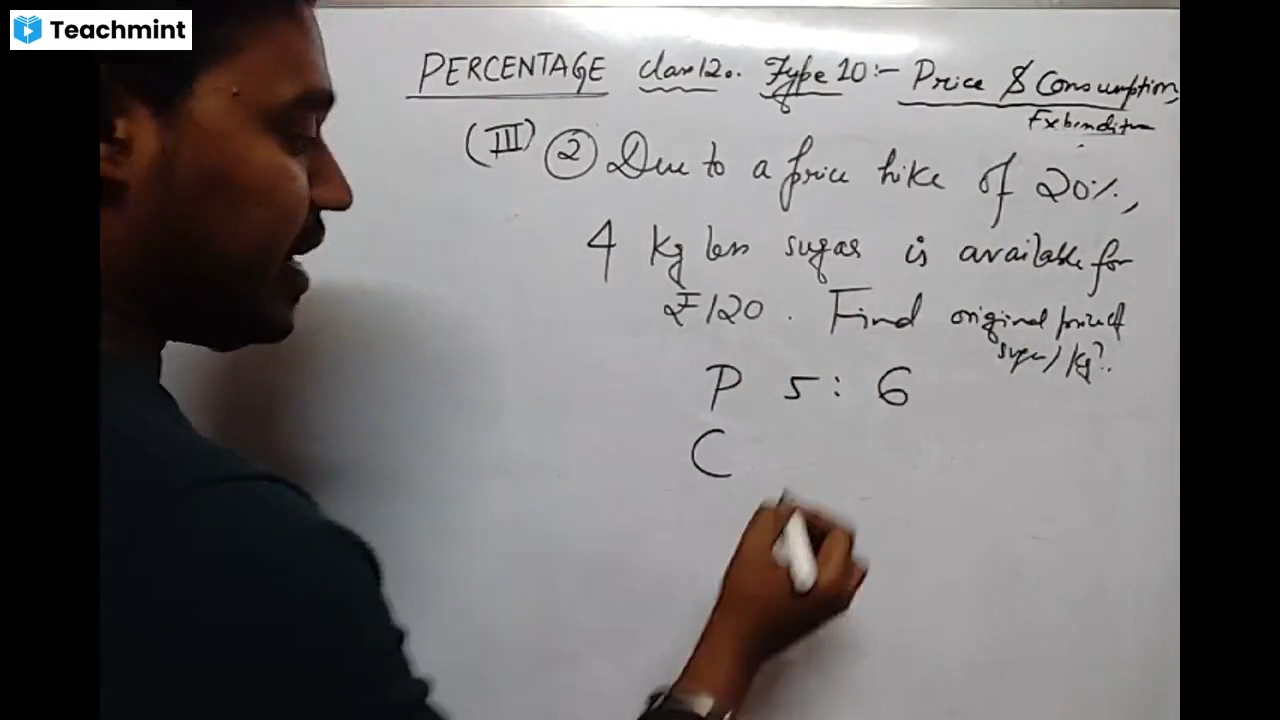 Teachmint
PERCENTAGE Class 12. Type 10:- Price & Consumption,
Expenditure
(III) 2 Due to a price hike of 20%,
4 kg less sugar is available for
₹120. Find original price of
sugar/kg?
P 5 : 6
C